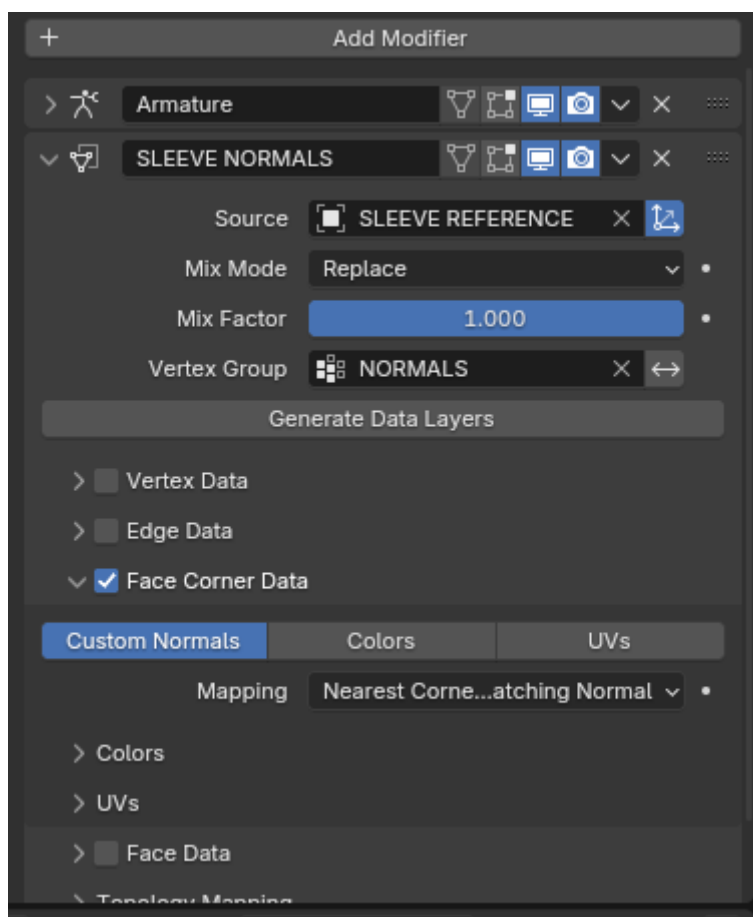 Add Modifier
Armature
SLEEVE NORMALS
Source SLEEVE REFERENCE
Mix Mode Replace
Mix Factor 1.000
Vertex Group NORMALS
Generate Data Layers
Vertex Data
Edge Data
Face Corner Data
Custom Normals Colors UVs
Mapping Nearest Corne...atching Normal
Colors
UVs
Face Data
Topology Mapping